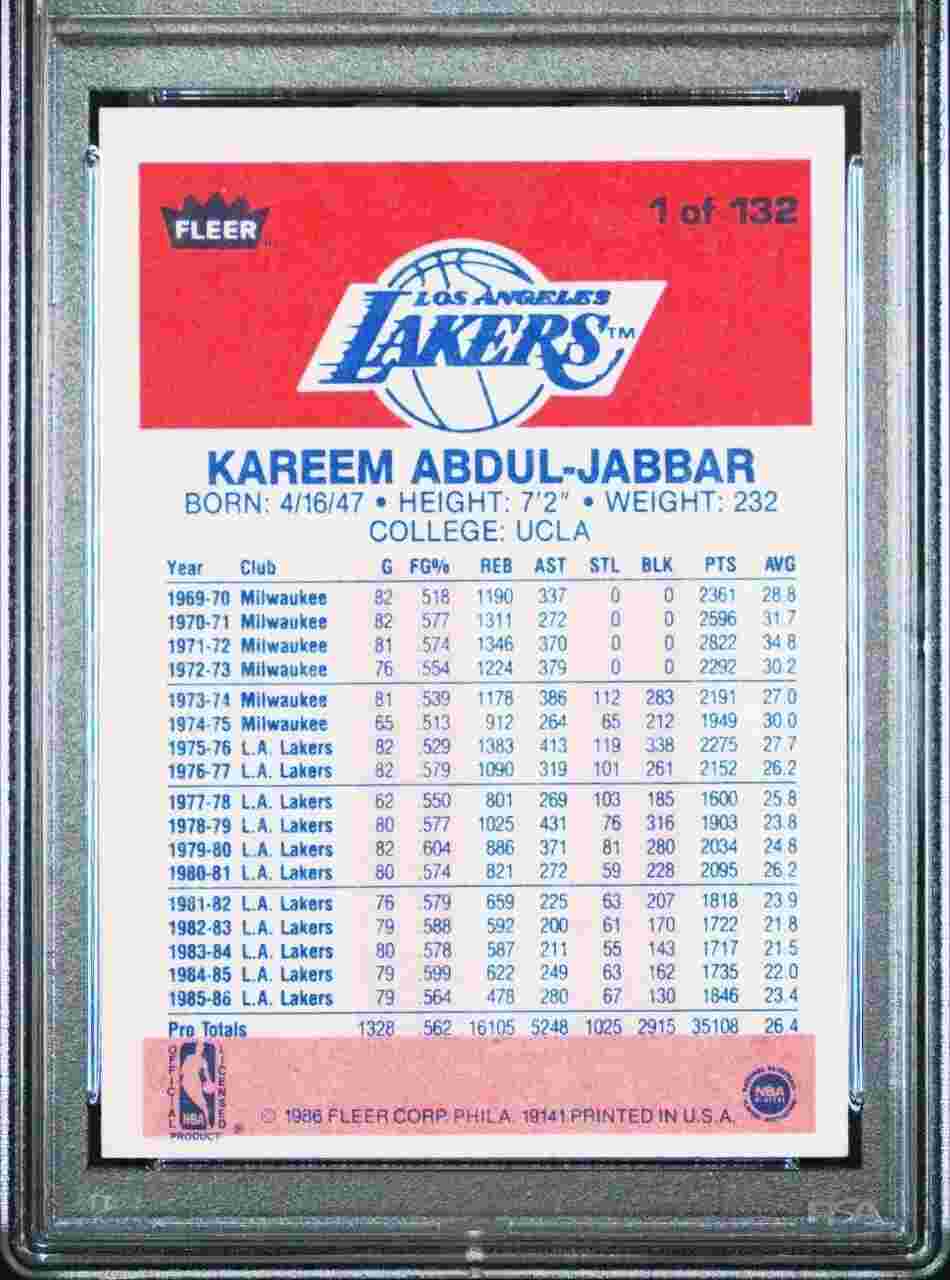 FLEER
1 of 132
LOS ANGELES
LAKERS™
KAREEM ABDUL-JABBAR
BORN: 4/16/47 • HEIGHT: 7'2" • WEIGHT: 232
COLLEGE: UCLA
Year Club G FG% REB AST STL BLK PTS AVG
1969-70 Milwaukee 82 .518 1190 337 0 0 2361 28.8
1970-71 Milwaukee 82 .577 1311 272 0 0 2596 31.7
1971-72 Milwaukee 81 .574 1346 370 0 0 2822 34.8
1972-73 Milwaukee 76 .554 1224 379 0 0 2292 30.2
1973-74 Milwaukee 81 .539 1178 386 112 283 2191 27.0
1974-75 Milwaukee 65 .513 912 264 65 212 1949 30.0
1975-76 L.A. Lakers 82 .529 1383 413 119 338 2275 27.7
1976-77 L.A. Lakers 82 .579 1090 319 101 261 2152 26.2
1977-78 L.A. Lakers 62 .550 801 269 103 185 1600 25.8
1978-79 L.A. Lakers 80 .577 1025 431 76 316 1903 23.8
1979-80 L.A. Lakers 82 .604 886 371 81 280 2034 24.8
1980-81 L.A. Lakers 80 .574 821 272 59 228 2095 26.2
1981-82 L.A. Lakers 76 .579 659 225 63 207 1818 23.9
1982-83 L.A. Lakers 79 .588 592 200 61 170 1722 21.8
1983-84 L.A. Lakers 80 .578 587 211 55 143 1717 21.5
1984-85 L.A. Lakers 79 .599 622 249 63 162 1735 22.0
1985-86 L.A. Lakers 79 .564 478 280 67 130 1846 23.4
Pro Totals 1328 .562 16105 5248 1025 2915 35108 26.4
OFFICIAL LICENSED
NBA
PRODUCT ®
© 1986 FLEER CORP. PHILA. 19141 PRINTED IN U.S.A.
NBA
PLAYERS
PSA